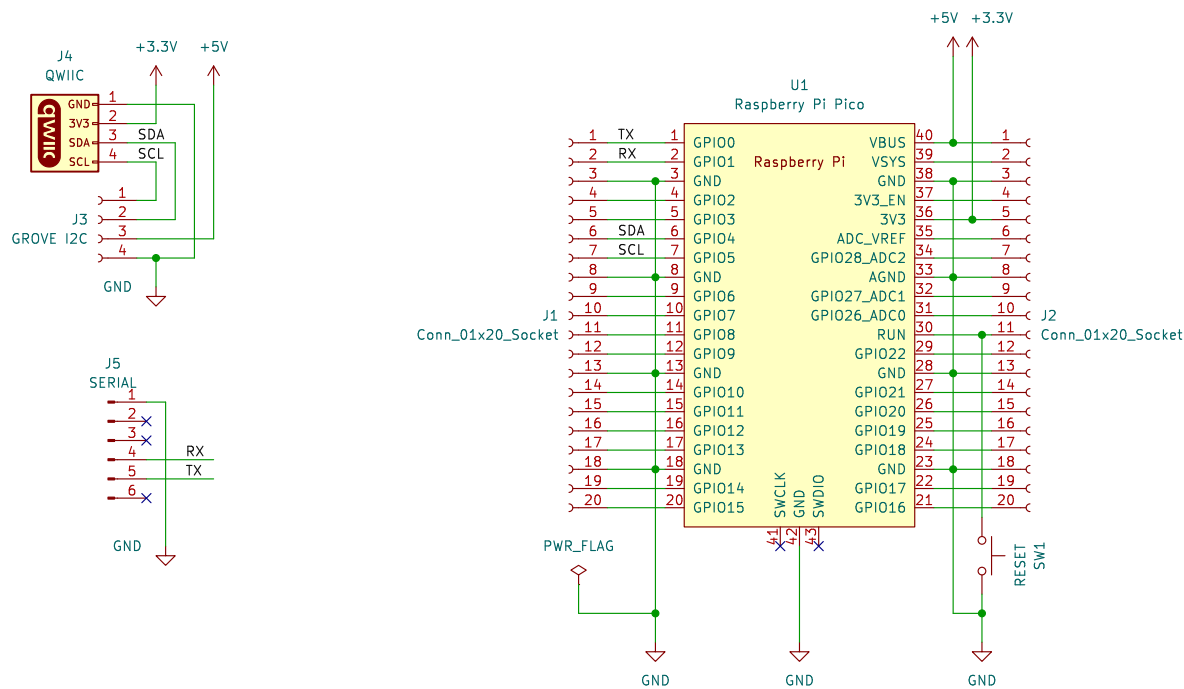 +5V +3.3V
+3.3V +5V
J4
QWIIC
GND 1
3V3 2
SDA 3 SDA
SCL 4 SCL
qwiic
1
J3 2
GROVE I2C 3
4
GND
J5
SERIAL
1
2
3
4 RX
5 TX
6
GND
U1
Raspberry Pi Pico
Raspberry Pi
1 TX 1 GPIO0 VBUS 40 1
2 RX 2 GPIO1 VSYS 39 2
3 3 GND GND 38 3
4 4 GPIO2 3V3_EN 37 4
5 5 GPIO3 3V3 36 5
6 SDA 6 GPIO4 ADC_VREF 35 6
7 SCL 7 GPIO5 GPIO28_ADC2 34 7
8 8 GND AGND 33 8
9 9 GPIO6 GPIO27_ADC1 32 9
J1 10 10 GPIO7 GPIO26_ADC0 31 10 J2
Conn_01x20_Socket 11 11 GPIO8 RUN 30 11 Conn_01x20_Socket
12 12 GPIO9 GPIO22 29 12
13 13 GND GND 28 13
14 14 GPIO10 GPIO21 27 14
15 15 GPIO11 GPIO20 26 15
16 16 GPIO12 GPIO19 25 16
17 17 GPIO13 GPIO18 24 17
18 18 GND GND 23 18
19 19 GPIO14 GPIO17 22 19
20 20 GPIO15 GPIO16 21 20
SWCLK GND SWDIO
41 42 43
PWR_FLAG
RESET
SW1
GND GND GND